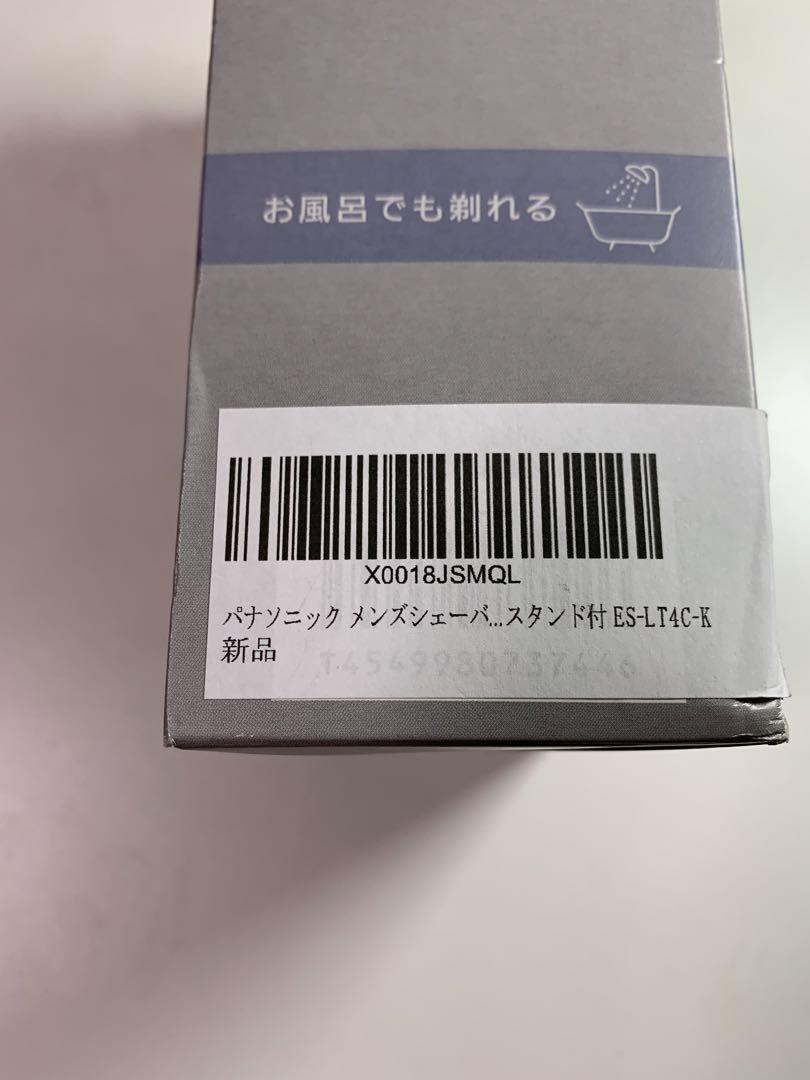 お風呂でも剃れる
X0018JSMQL
パナソニック メンズシェーバ...スタンド付 ES-LT4C-K
新品
T4549980737446